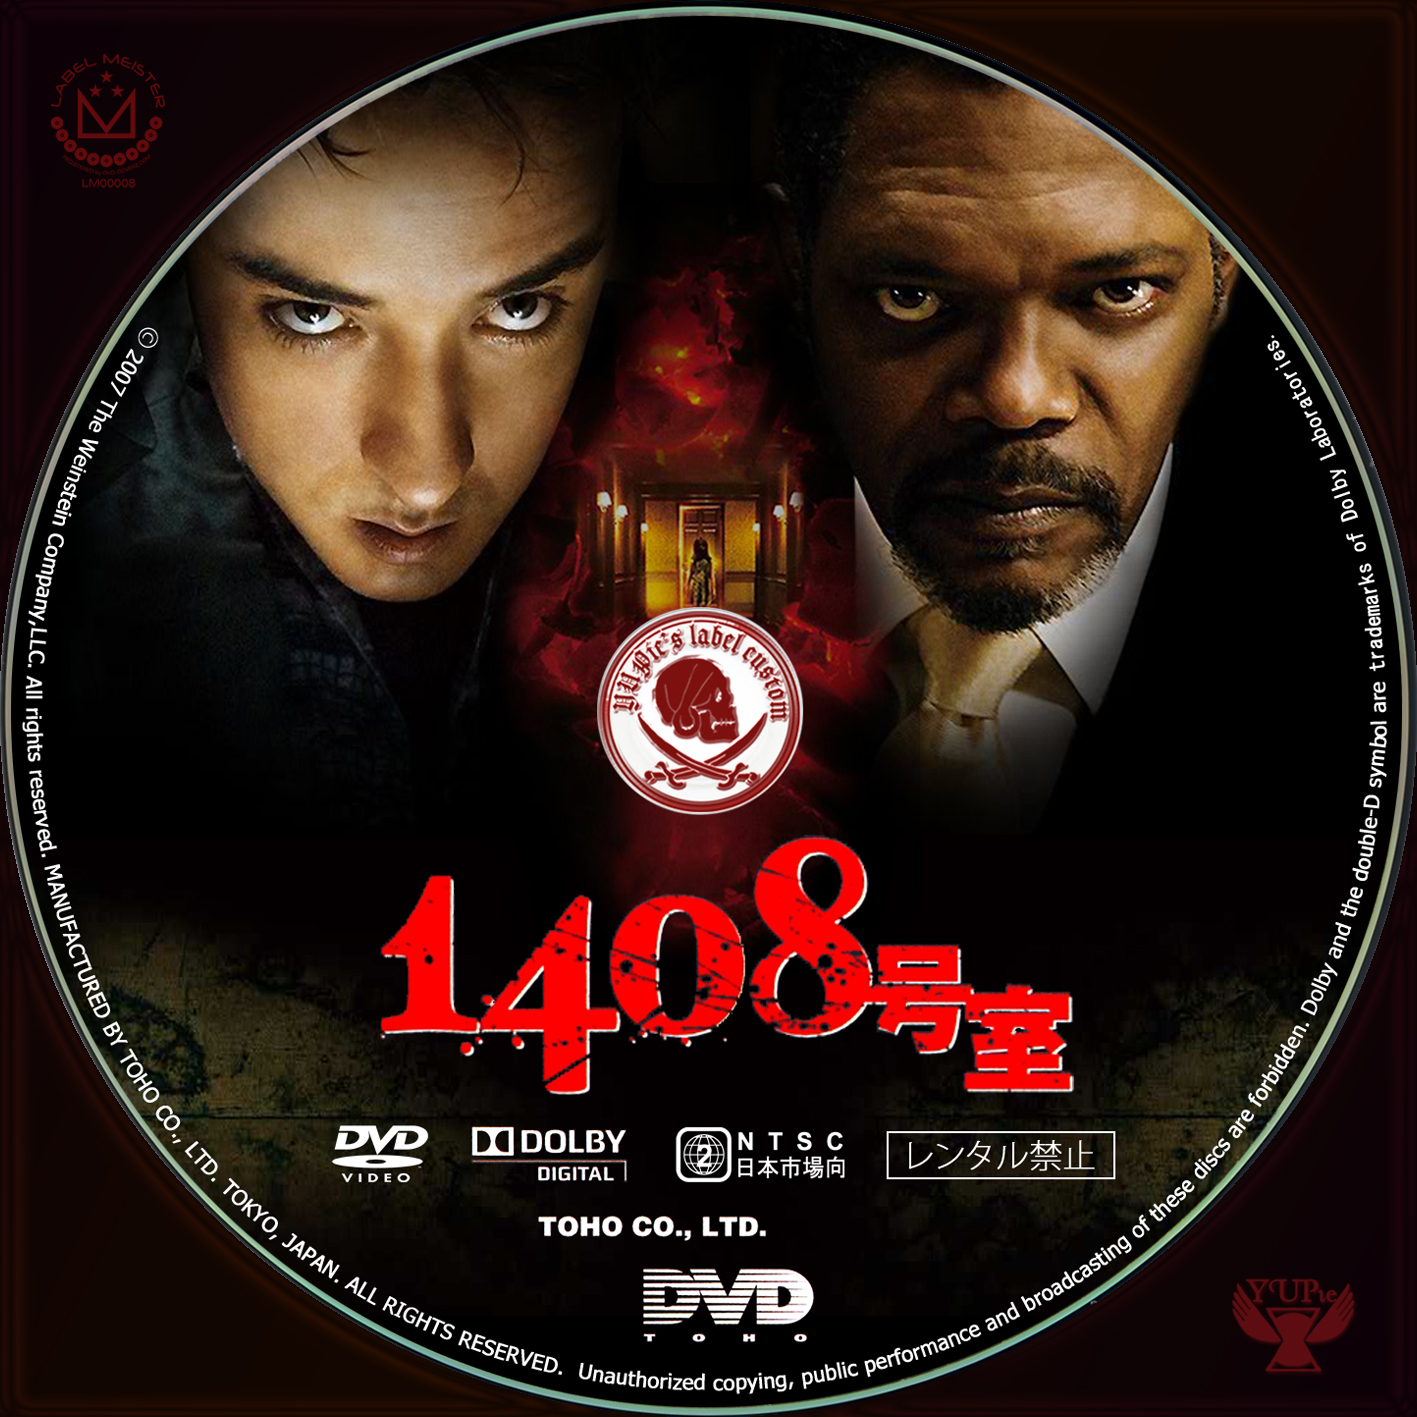 LABEL MEISTER
LM00008
© 2007 The Weinstein Company,LLC. All rights reserved. MANUFACTURED BY TOHO CO., LTD. TOKYO, JAPAN. ALL RIGHTS RESERVED. Unauthorized copying, public performance and broadcasting of these discs are forbidden. Dolby and the double-D symbol are trademarks of Dolby Laboratories.
YUPic's label custom
1408号室
DVD
VIDEO
DOLBY
DIGITAL
2
NTSC
日本市場向
レンタル禁止
TOHO CO., LTD.
DVD
TOHO
YUPic